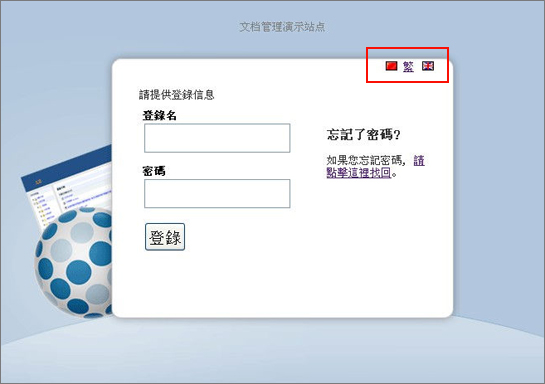 文档管理演示站点
繁
請提供登錄信息
登錄名
忘記了密碼?
如果您忘記密碼，請
點擊這裡找回。
密碼
登錄